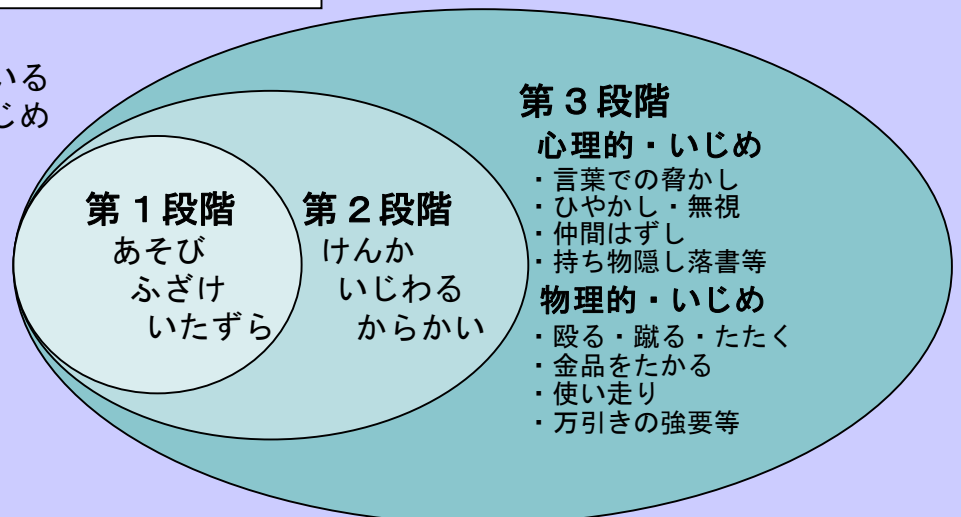 いる
じめ
第１段階
あそび
ふざけ
いたずら
第２段階
けんか
いじわる
からかい
第３段階
心理的・いじめ
・言葉での脅かし
・ひやかし・無視
・仲間はずし
・持ち物隠し落書等
物理的・いじめ
・殴る・蹴る・たたく
・金品をたかる
・使い走り
・万引きの強要等